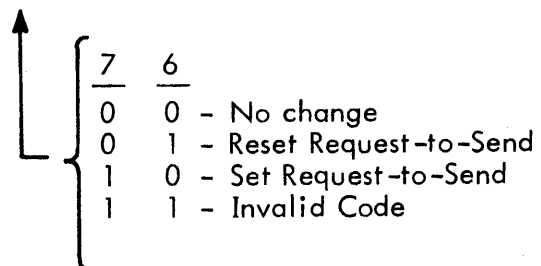 7 6
0 0 - No change
0 1 - Reset Request-to-Send
1 0 - Set Request-to-Send
1 1 - Invalid Code